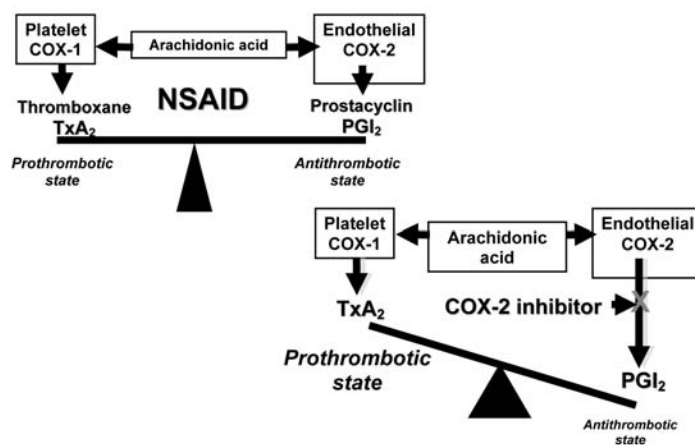 Platelet
COX-1
Arachidonic acid
Endothelial
COX-2
Thromboxane
TxA₂
NSAID
Prostacyclin
PGI₂
Prothrombotic
state
Antithrombotic
state
Platelet
COX-1
Arachidonic
acid
Endothelial
COX-2
TxA₂
COX-2 inhibitor
X
Prothrombotic
state
PGI₂
Antithrombotic
state